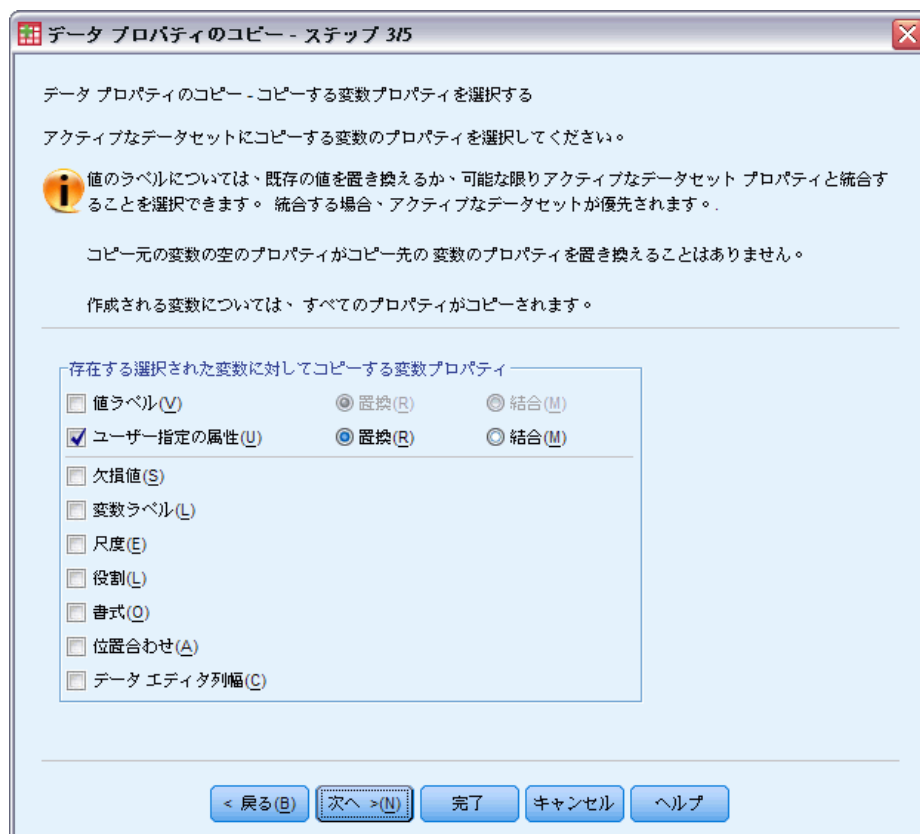 データ プロパティのコピー - ステップ 3/5
データ プロパティのコピー - コピーする変数プロパティを選択する
アクティブなデータセットにコピーする変数のプロパティを選択してください。
値のラベルについては、既存の値を置き換えるか、可能な限りアクティブなデータセット プロパティと統合す
ることを選択できます。 統合する場合、アクティブなデータセットが優先されます。.
コピー元の変数の空のプロパティがコピー先の 変数のプロパティを置き換えることはありません。
作成される変数については、 すべてのプロパティがコピーされます。
存在する選択された変数に対してコピーする変数プロパティ
値ラベル(V) 置換(R) 結合(M)
ユーザー指定の属性(U) 置換(R) 結合(M)
欠損値(S)
変数ラベル(L)
尺度(E)
役割(L)
書式(O)
位置合わせ(A)
データ エディタ列幅(C)
< 戻る(B) 次へ >(N) 完了 キャンセル ヘルプ